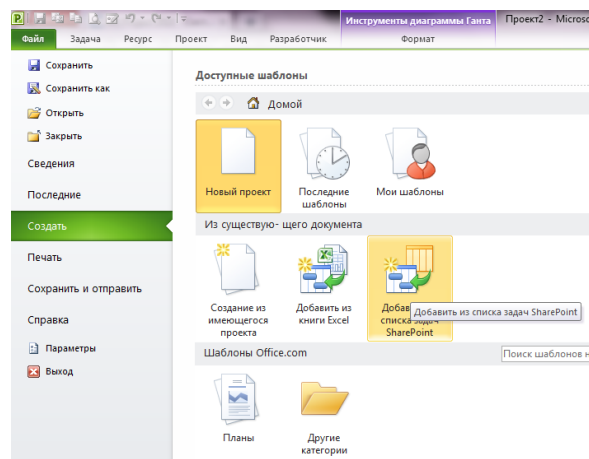 Инструменты диаграммы Ганта
Проект2 - Microso
Файл
Задача
Ресурс
Проект
Вид
Разработчик
Формат
Сохранить
Сохранить как
Открыть
Закрыть
Сведения
Последние
Создать
Печать
Сохранить и отправить
Справка
Параметры
Выход
Доступные шаблоны
Домой
Новый проект
Последние
шаблоны
Мои шаблоны
Из существую- щего документа
Создание из
имеющегося
проекта
Добавить из
книги Excel
Добав
списка задач
SharePoint
Добавить из списка задач SharePoint
Шаблоны Office.com
Поиск шаблонов н
Планы
Другие
категории